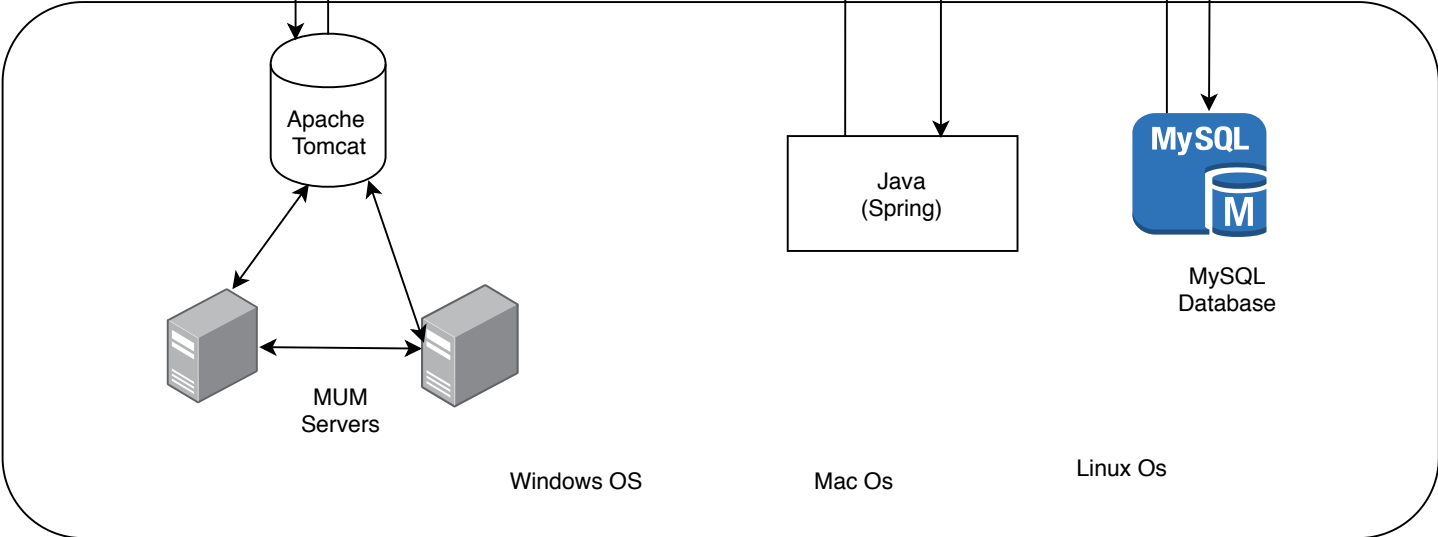 Apache
Tomcat
Java
(Spring)
MySQL
M
MySQL
Database
MUM
Servers
Windows OS
Mac Os
Linux Os